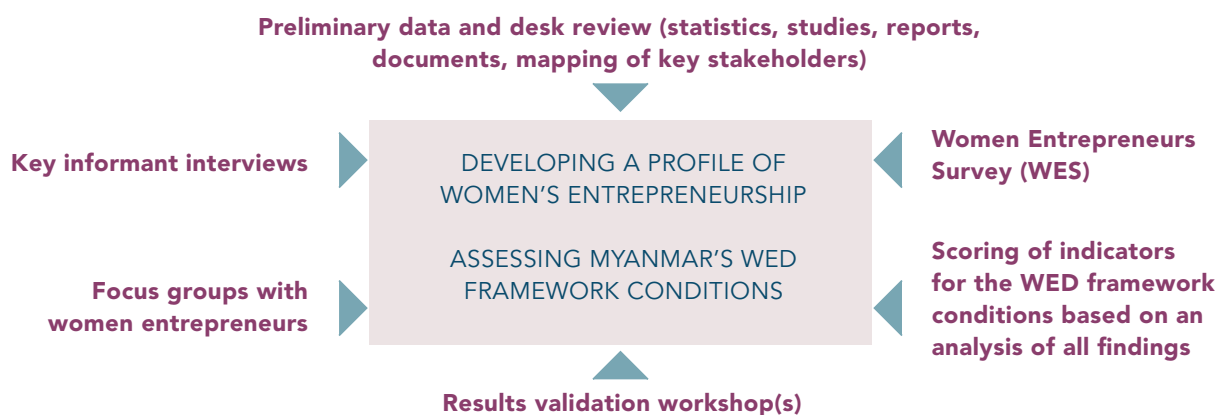 Preliminary data and desk review (statistics, studies, reports,
documents, mapping of key stakeholders)
Key informant interviews
Women Entrepreneurs
Survey (WES)
DEVELOPING A PROFILE OF
WOMEN’S ENTREPRENEURSHIP
ASSESSING MYANMAR’S WED
FRAMEWORK CONDITIONS
Focus groups with
women entrepreneurs
Scoring of indicators
for the WED framework
conditions based on an
analysis of all findings
Results validation workshop(s)